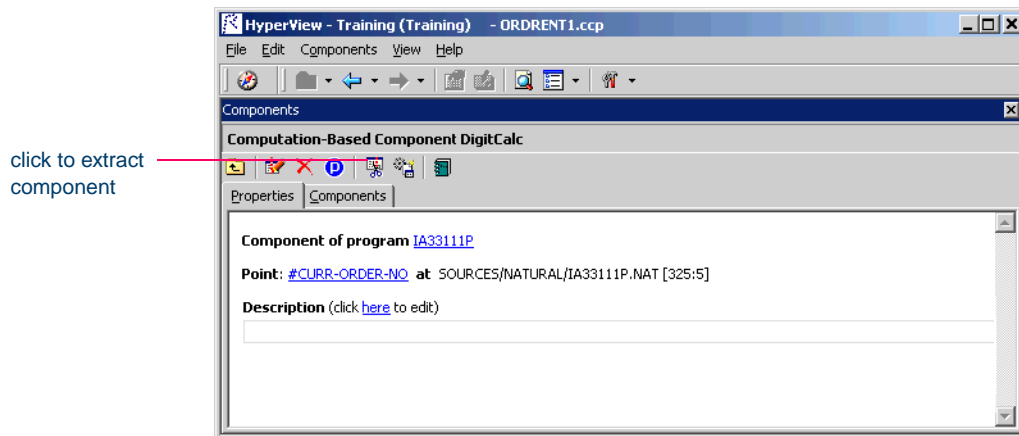 HyperView - Training (Training) - ORDRENT1.ccp
File Edit Components View Help
Components
Computation-Based Component DigitCalc
click to extract
component
Properties Components
Component of program IA33111P
Point: #CURR-ORDER-NO at SOURCES/NATURAL/IA33111P.NAT [325:5]
Description (click here to edit)